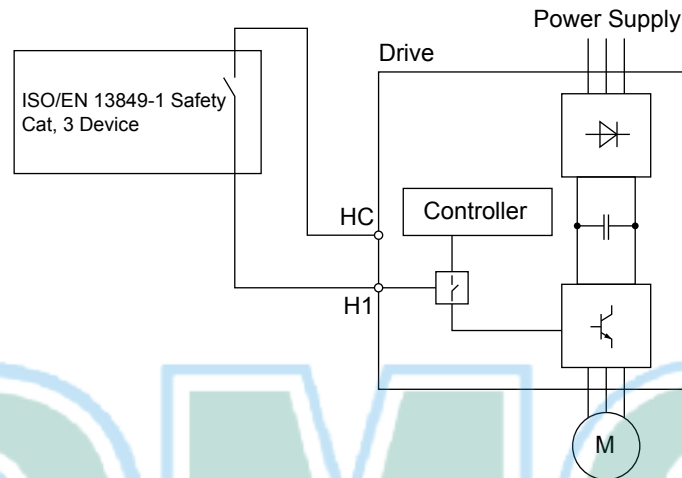 Power Supply
Drive
ISO/EN 13849-1 Safety
Cat, 3 Device
HC
Controller
H1
M